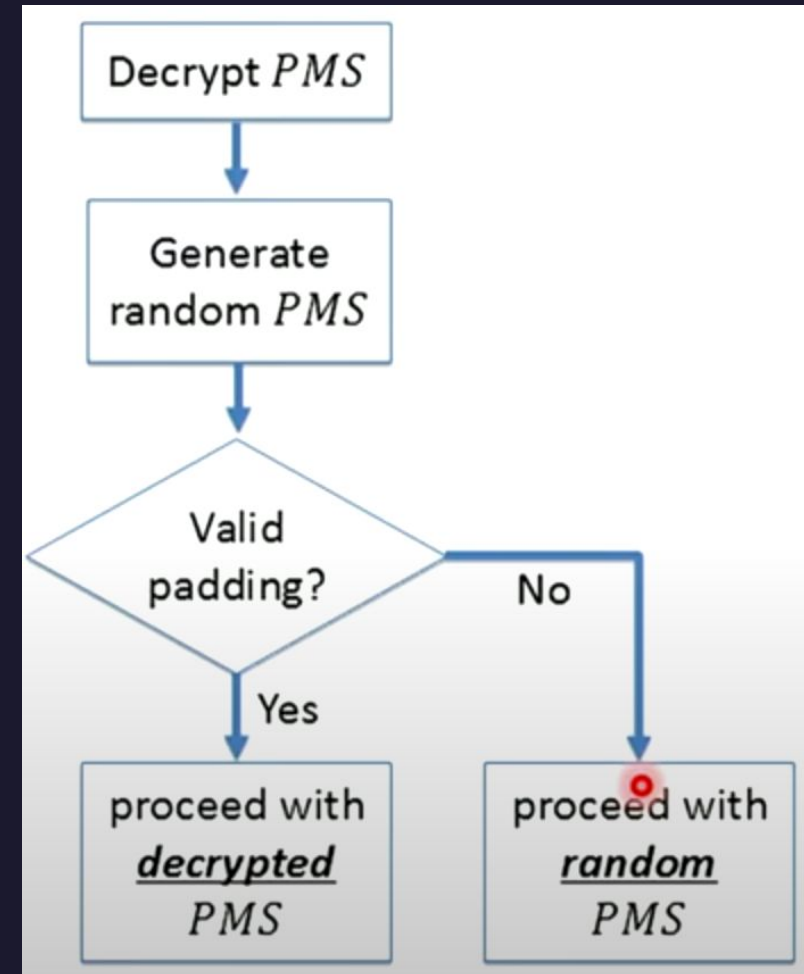 Decrypt PMS
Generate
random PMS
Valid
padding?
No
Yes
proceed with
decrypted
PMS
proceed with
random
PMS